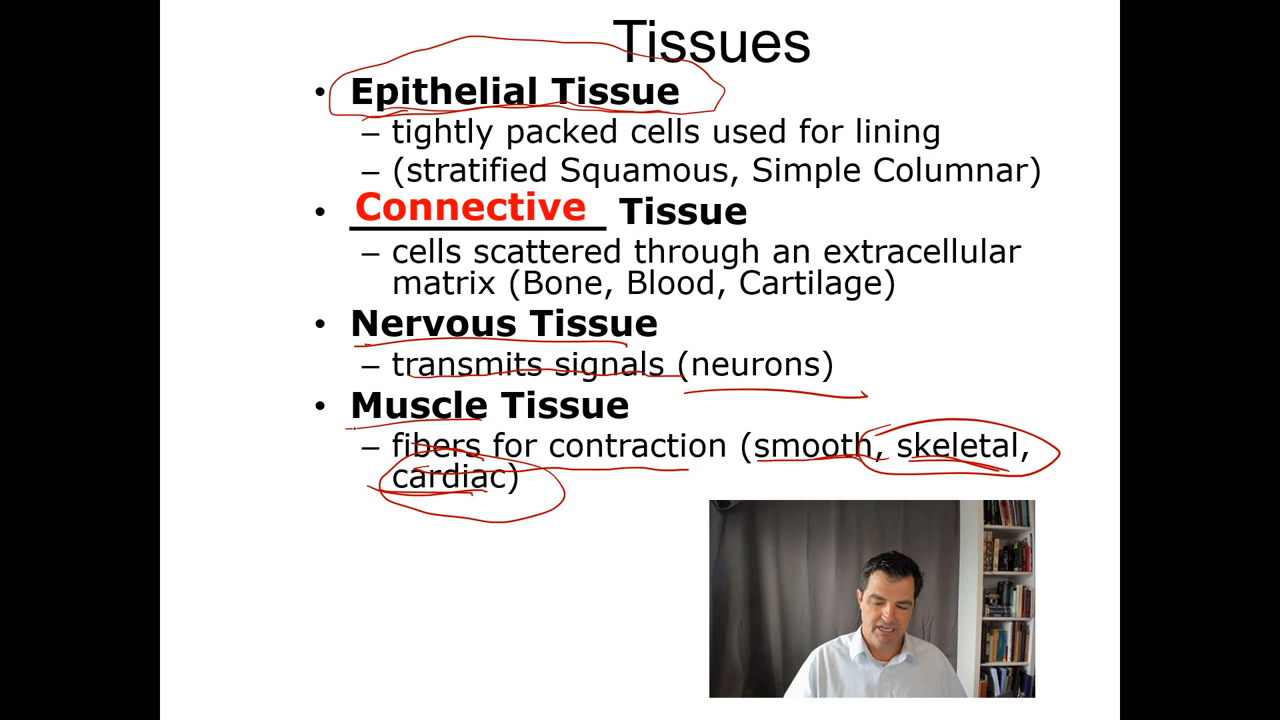 Tissues
• Epithelial Tissue
– tightly packed cells used for lining
– (stratified Squamous, Simple Columnar)
• Connective Tissue
– cells scattered through an extracellular
matrix (Bone, Blood, Cartilage)
• Nervous Tissue
– transmits signals (neurons)
• Muscle Tissue
– fibers for contraction (smooth, skeletal,
cardiac)